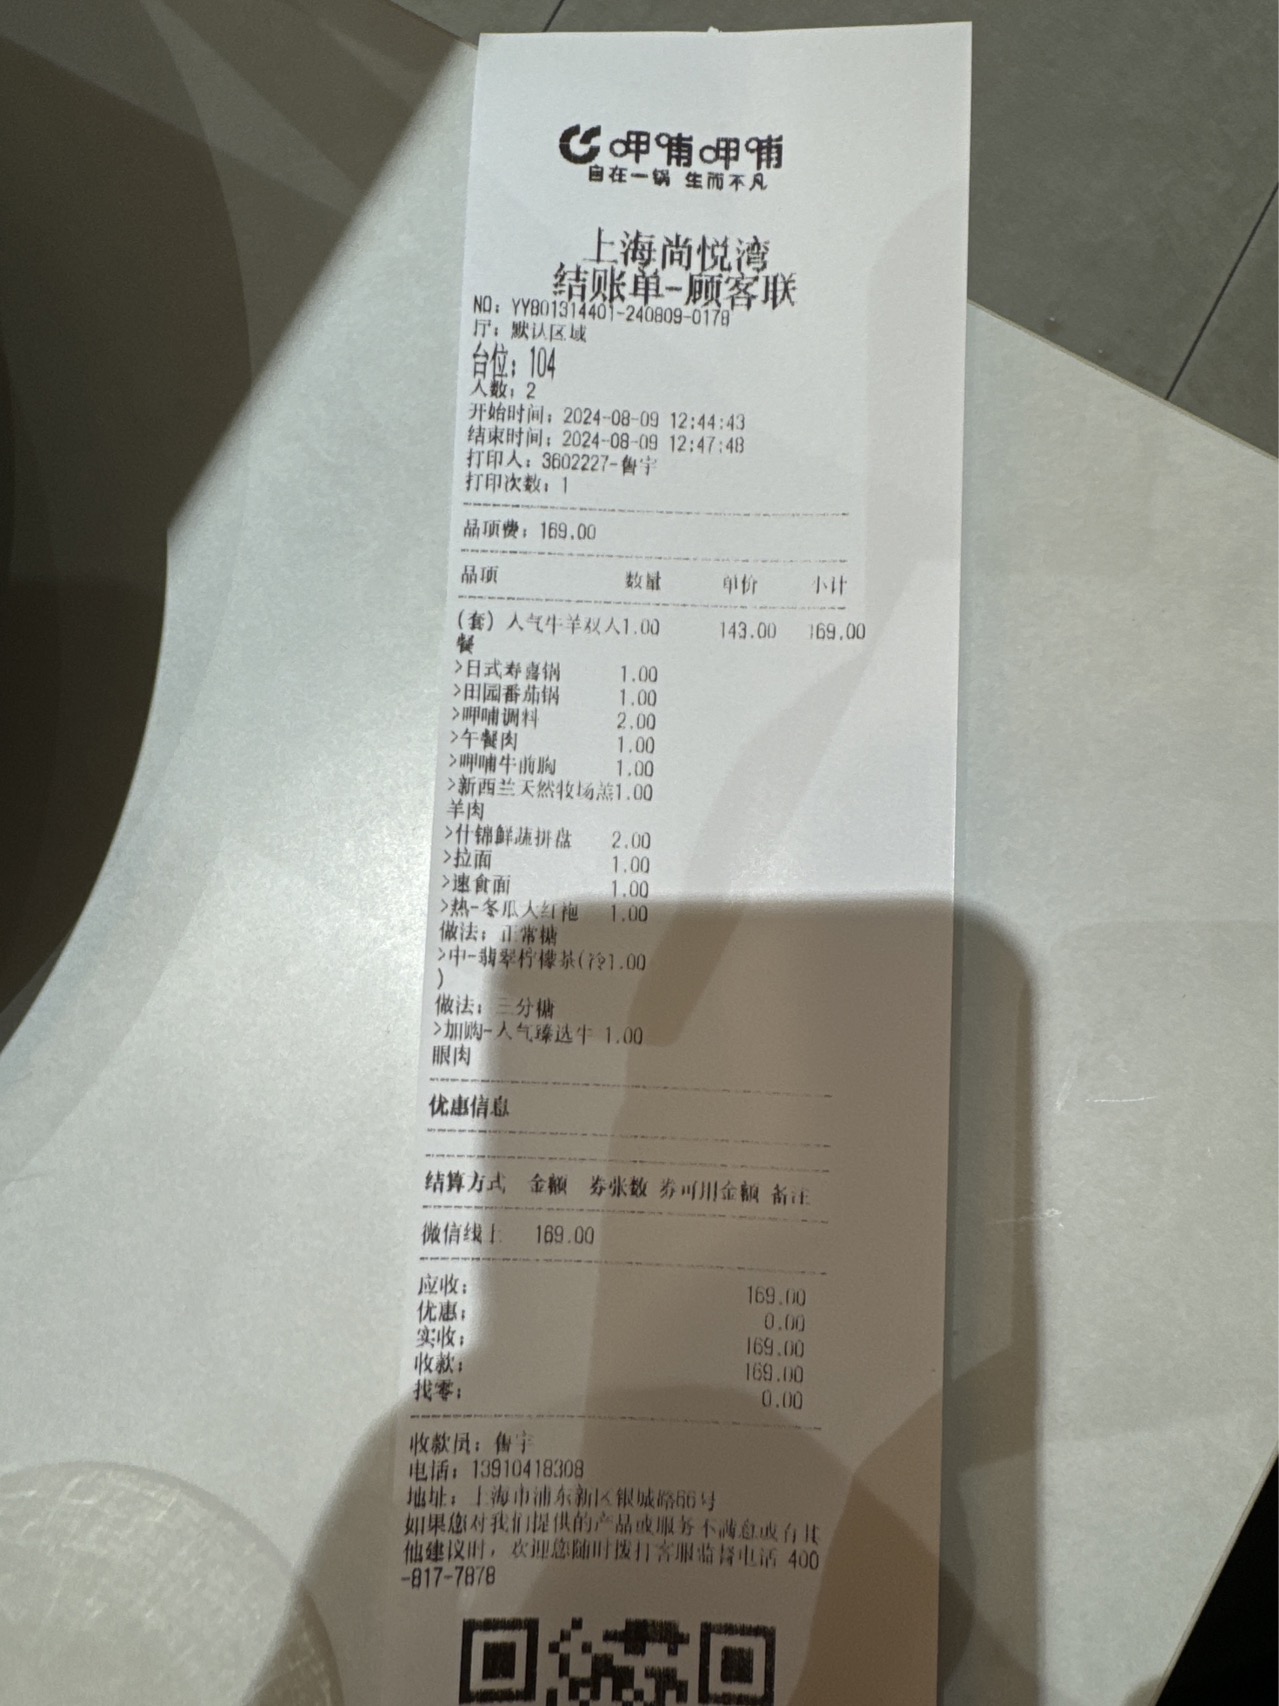 呷哺呷哺
自在一锅 生而不凡
上海尚悦湾
结账单-顾客联
NO: YYB01314401-240809-0178
厅: 默认区域
台位: 104
人数: 2
开始时间: 2024-08-09 12:44:43
结束时间: 2024-08-09 12:47:48
打印人: 3602227-鲁宇
打印次数: 1
品项费: 169.00
品项 数量 单价 小计
(套) 人气牛羊双人1.00 143.00 169.00
餐
>日式寿喜锅 1.00
>田园番茄锅 1.00
>呷哺调料 2.00
>午餐肉 1.00
>呷哺牛前胸 1.00
>新西兰天然牧场羔1.00
羊肉
>什锦鲜蔬拼盘 2.00
>拉面 1.00
>速食面 1.00
>热-冬瓜大红袍 1.00
做法: 正常糖
>中-翡翠柠檬茶(冷1.00
)
做法: 三分糖
>加购-人气臻选牛 1.00
眼肉
优惠信息
结算方式 金额 券张数 券可用金额 备注
微信线上 169.00
应收: 169.00
优惠: 0.00
实收: 169.00
收款: 169.00
找零: 0.00
收款员: 鲁宇
电话: 13910418308
地址: 上海市浦东新区银城路66号
如果您对我们提供的产品或服务不满意或有其
他建议时, 欢迎您随时拨打客服监督电话 400
-817-7878